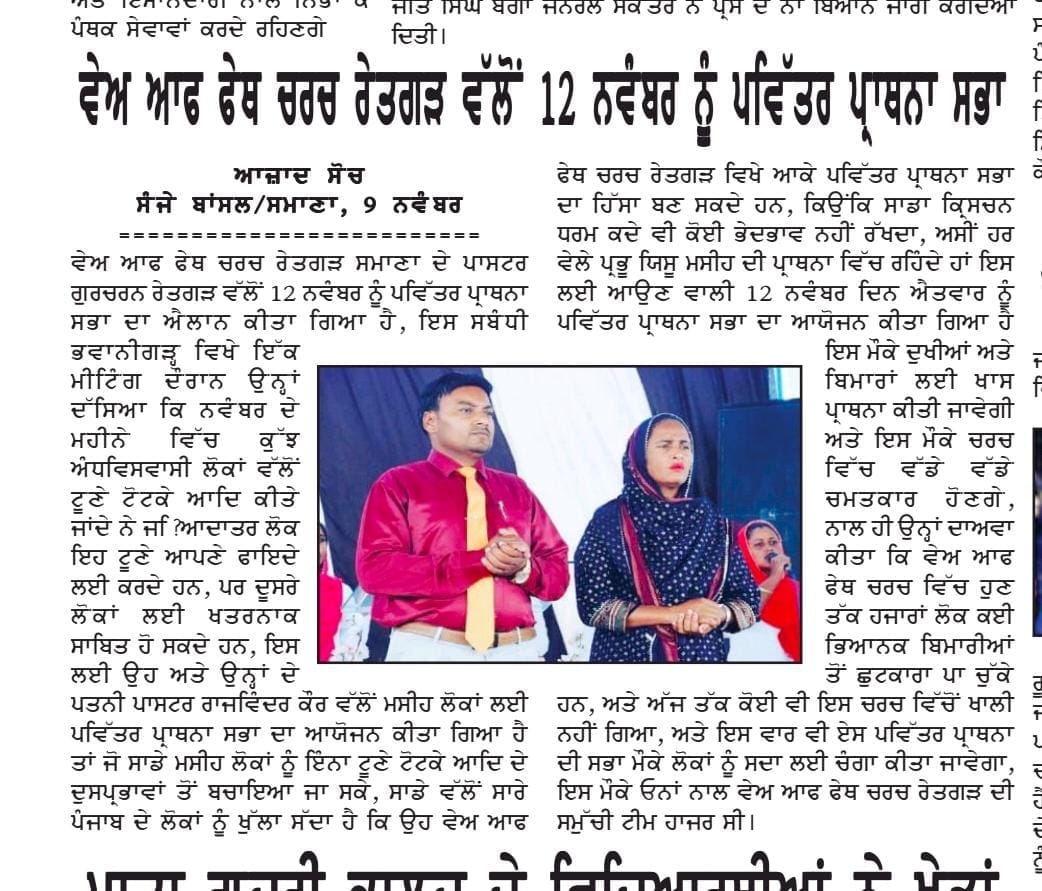 ਪੰਥਕ ਸੇਵਾਵਾਂ ਕਰਦੇ ਰਹਿਣਗੇ
ਦਿਤੀ।
ਵੇਅ ਆਫ ਫੇਥ ਚਰਚ ਰੇਤਗੜ ਵੱਲੋਂ 12 ਨਵੰਬਰ ਨੂੰ ਪਵਿੱਤਰ ਪ੍ਰਾਥਨਾ ਸਭਾ
ਆਜ਼ਾਦ ਸੋਚ
ਸੰਜੇ ਬਾਂਸਲ/ਸਮਾਣਾ, 9 ਨਵੰਬਰ
=========================
ਵੇਅ ਆਫ ਫੇਥ ਚਰਚ ਰੇਤਗੜ ਸਮਾਣਾ ਦੇ ਪਾਸਟਰ
ਗੁਰਚਰਨ ਰੇਤਗੜ ਵੱਲੋਂ 12 ਨਵੰਬਰ ਨੂੰ ਪਵਿੱਤਰ ਪ੍ਰਾਥਨਾ
ਸਭਾ ਦਾ ਐਲਾਨ ਕੀਤਾ ਗਿਆ ਹੈ, ਇਸ ਸਬੰਧੀ
ਭਵਾਨੀਗੜ੍ਹ ਵਿਖੇ ਇੱਕ
ਮੀਟਿੰਗ ਦੌਰਾਨ ਉਨ੍ਹਾਂ
ਦੱਸਿਆ ਕਿ ਨਵੰਬਰ ਦੇ
ਮਹੀਨੇ ਵਿੱਚ ਕੁੱਝ
ਅੰਧਵਿਸਵਾਸੀ ਲੋਕਾਂ ਵੱਲੋਂ
ਟੂਣੇ ਟੋਟਕੇ ਆਦਿ ਕੀਤੇ
ਜਾਂਦੇ ਨੇ ਜਿ?ਆਦਾਤਰ ਲੋਕ
ਇਹ ਟੂਣੇ ਆਪਣੇ ਫਾਇਦੇ
ਲਈ ਕਰਦੇ ਹਨ, ਪਰ ਦੂਸਰੇ
ਲੋਕਾਂ ਲਈ ਖਤਰਨਾਕ
ਸਾਬਿਤ ਹੋ ਸਕਦੇ ਹਨ, ਇਸ
ਲਈ ਉਹ ਅਤੇ ਉਨ੍ਹਾਂ ਦੇ
ਪਤਨੀ ਪਾਸਟਰ ਰਾਜਵਿੰਦਰ ਕੌਰ ਵੱਲੋਂ ਮਸੀਹ ਲੋਕਾਂ ਲਈ
ਪਵਿੱਤਰ ਪ੍ਰਾਥਨਾ ਸਭਾ ਦਾ ਆਯੋਜਨ ਕੀਤਾ ਗਿਆ ਹੈ
ਤਾਂ ਜੋ ਸਾਡੇ ਮਸੀਹ ਲੋਕਾਂ ਨੂੰ ਇੰਨਾ ਟੂਣੇ ਟੋਟਕੇ ਆਦਿ ਦੇ
ਦੁਸਪ੍ਰਭਾਵਾਂ ਤੋਂ ਬਚਾਇਆ ਜਾ ਸਕੇ, ਸਾਡੇ ਵੱਲੋਂ ਸਾਰੇ
ਪੰਜਾਬ ਦੇ ਲੋਕਾਂ ਨੂੰ ਖੁੱਲਾ ਸੱਦਾ ਹੈ ਕਿ ਉਹ ਵੇਅ ਆਫ
ਫੇਥ ਚਰਚ ਰੇਤਗੜ ਵਿਖੇ ਆਕੇ ਪਵਿੱਤਰ ਪ੍ਰਾਥਨਾ ਸਭਾ
ਦਾ ਹਿੱਸਾ ਬਣ ਸਕਦੇ ਹਨ, ਕਿਉਂਕਿ ਸਾਡਾ ਕ੍ਰਿਸਚਨ
ਧਰਮ ਕਦੇ ਵੀ ਕੋਈ ਭੇਦਭਾਵ ਨਹੀਂ ਰੱਖਦਾ, ਅਸੀਂ ਹਰ
ਵੇਲੇ ਪ੍ਰਭੂ ਯਿਸੂ ਮਸੀਹ ਦੀ ਪ੍ਰਾਥਨਾ ਵਿੱਚ ਰਹਿੰਦੇ ਹਾਂ ਇਸ
ਲਈ ਆਉਣ ਵਾਲੀ 12 ਨਵੰਬਰ ਦਿਨ ਐਤਵਾਰ ਨੂੰ
ਪਵਿੱਤਰ ਪ੍ਰਾਥਨਾ ਸਭਾ ਦਾ ਆਯੋਜਨ ਕੀਤਾ ਗਿਆ ਹੈ
ਇਸ ਮੌਕੇ ਦੁਖੀਆਂ ਅਤੇ
ਬਿਮਾਰਾਂ ਲਈ ਖਾਸ
ਪ੍ਰਾਥਨਾ ਕੀਤੀ ਜਾਵੇਗੀ
ਅਤੇ ਇਸ ਮੌਕੇ ਚਰਚ
ਵਿੱਚ ਵੱਡੇ ਵੱਡੇ
ਚਮਤਕਾਰ ਹੋਣਗੇ,
ਨਾਲ ਹੀ ਉਨ੍ਹਾਂ ਦਾਅਵਾ
ਕੀਤਾ ਕਿ ਵੇਅ ਆਫ
ਫੇਥ ਚਰਚ ਵਿੱਚ ਹੁਣ
ਤੱਕ ਹਜਾਰਾਂ ਲੋਕ ਕਈ
ਭਿਆਨਕ ਬਿਮਾਰੀਆਂ
ਤੋਂ ਛੁਟਕਾਰਾ ਪਾ ਚੁੱਕੇ
ਹਨ, ਅਤੇ ਅੱਜ ਤੱਕ ਕੋਈ ਵੀ ਇਸ ਚਰਚ ਵਿੱਚੋਂ ਖਾਲੀ
ਨਹੀਂ ਗਿਆ, ਅਤੇ ਇਸ ਵਾਰ ਵੀ ਏਸ ਪਵਿੱਤਰ ਪ੍ਰਾਥਨਾ
ਦੀ ਸਭਾ ਮੌਕੇ ਲੋਕਾਂ ਨੂੰ ਸਦਾ ਲਈ ਚੰਗਾ ਕੀਤਾ ਜਾਵੇਗਾ,
ਇਸ ਮੌਕੇ ਓਨਾਂ ਨਾਲ ਵੇਅ ਆਫ ਫੇਥ ਚਰਚ ਰੇਤਗੜ ਦੀ
ਸਮੁੱਚੀ ਟੀਮ ਹਾਜਰ ਸੀ।